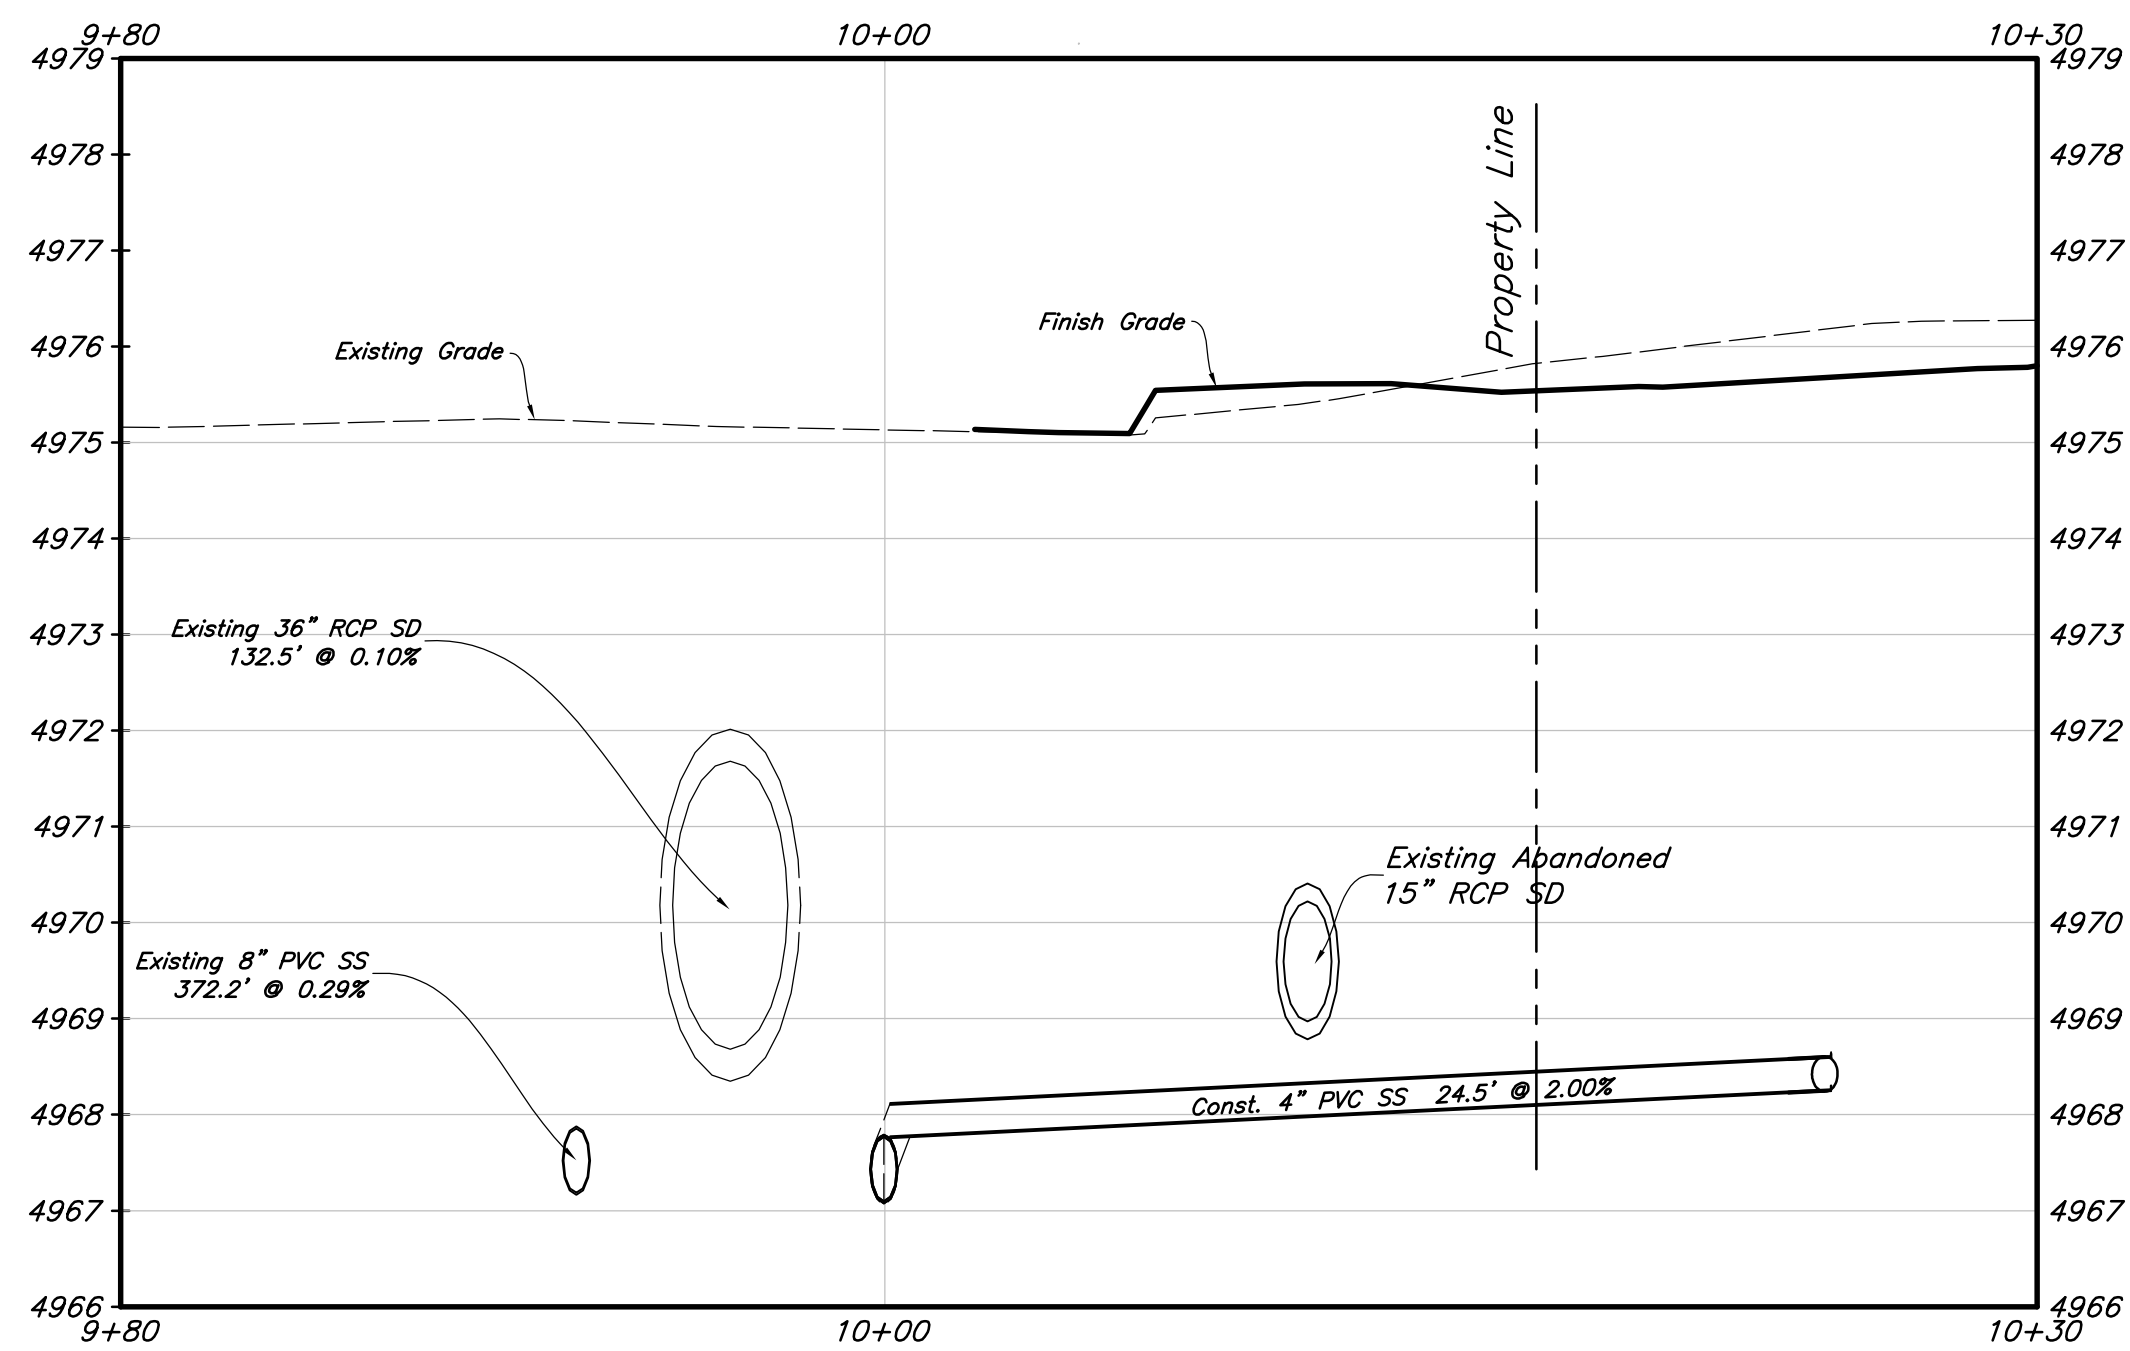 9+80 10+00 10+30
4979 4979
4978 4978
4977 4977
4976 4976
4975 4975
4974 4974
4973 4973
4972 4972
4971 4971
4970 4970
4969 4969
4968 4968
4967 4967
4966 4966
9+80 10+00 10+30
Property Line
Finish Grade
Existing Grade
Existing 36" RCP SD
132.5' @ 0.10%
Existing Abandoned
15" RCP SD
Existing 8" PVC SS
372.2' @ 0.29%
Const. 4" PVC SS 24.5' @ 2.00%